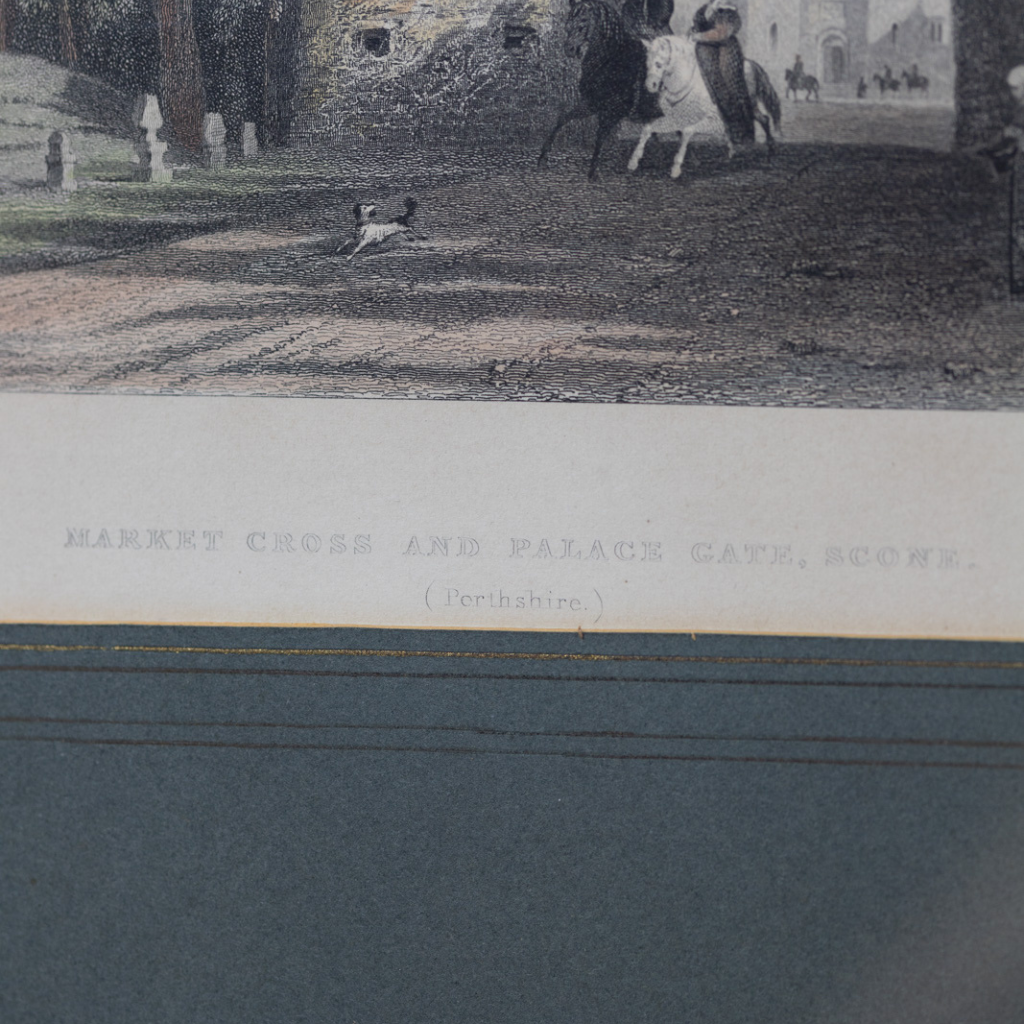 MARKET CROSS AND PALACE GATE, SCONE.
(Perthshire.)